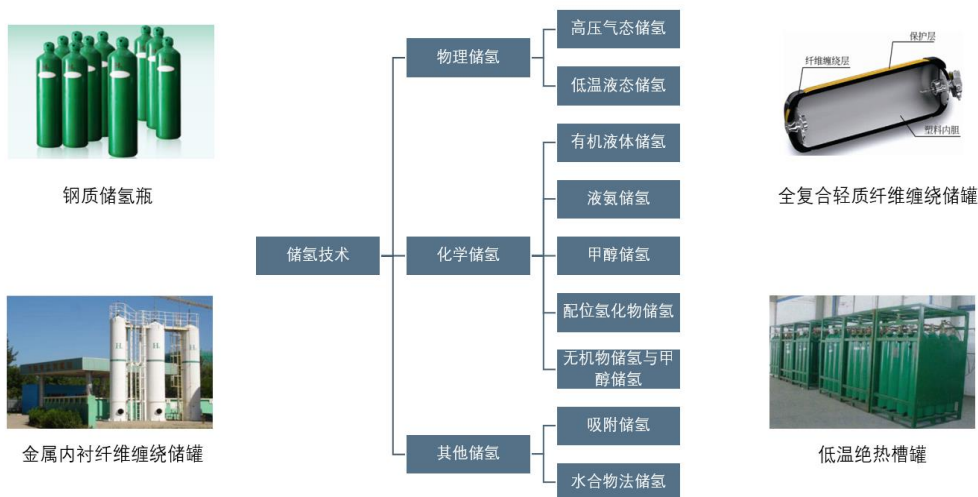 高压气态储氢
物理储氢
低温液态储氢
保护层
纤维缠绕层
塑料内胆
钢质储氢瓶
全复合轻质纤维缠绕储罐
有机液体储氢
液氨储氢
储氢技术
化学储氢
甲醇储氢
配位氢化物储氢
无机物储氢与甲
醇储氢
吸附储氢
其他储氢
水合物法储氢
金属内衬纤维缠绕储罐
低温绝热槽罐